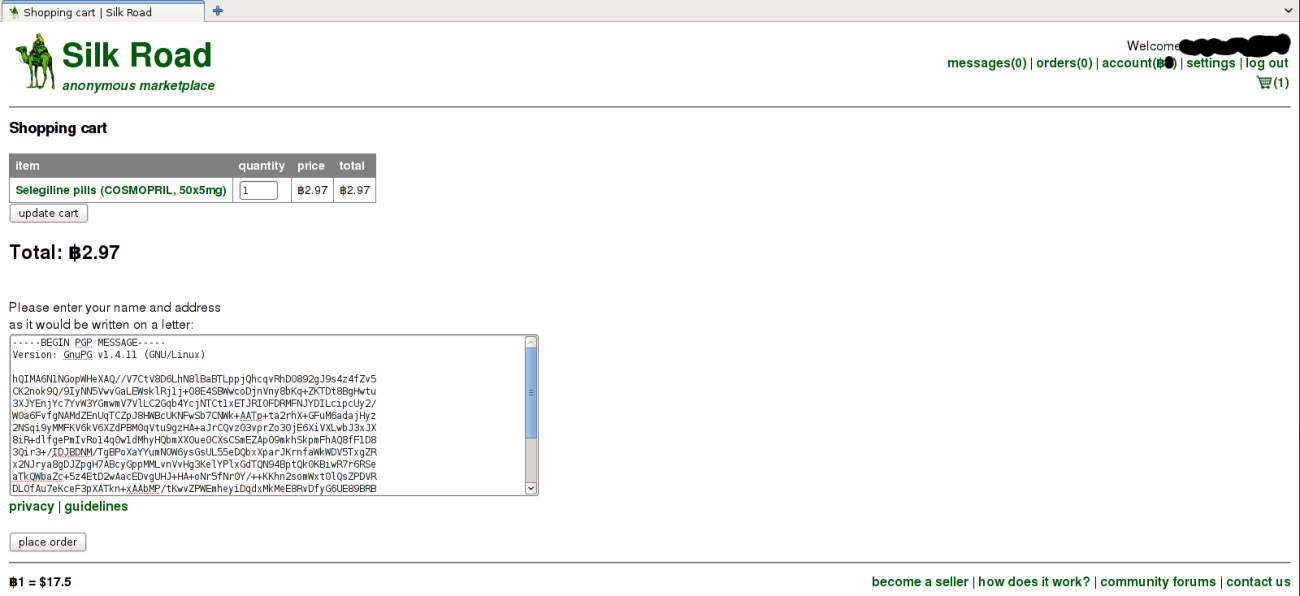 Shopping cart | Silk Road
Silk Road
anonymous marketplace
Welcome
messages(0) | orders(0) | account(฿ ) | settings | log out
(1)
Shopping cart
item quantity price total
Selegiline pills (COSMOPRIL, 50x5mg) 1 ฿2.97 ฿2.97
update cart
Total: ฿2.97
Please enter your name and address
as it would be written on a letter:
-----BEGIN PGP MESSAGE-----
Version: GnuPG v1.4.11 (GNU/Linux)
hQIMA6N1NGopWHeXAQ//V7CtV8D6LhN8lBaBTLppjQhcqvRhD0892gJ9s4z4fZv5
CK2nok9Q/9IyNN5VwvGaLEWsklRj1j+08E4SBWwcoDjnVny8bKq+ZKTDt8BgHwtu
3XJYEnjYc7YvW3YGmwmV7VlLC2Gqb4YcjNTCt1xETJRI0FDRMFNJYDILcipcUy2/
W0a6FvfgNAMdZEnUqTCZpJ8HWBcUKNFwSb7CNWk+AATp+ta2rhX+GFuM6adajHyz
2NSqi9yMMFKV6kV6XZdPBM0qVtu9gzHA+aJrCQvz03vprZo30jE6XiVXLwbJ3xJX
8iR+dlfgePmIvRo14q0w1dMhyHQbmXXOue0CXsCSmEZAp09mkhSkpmFhAQ8fF1D8
3Qir3+/IDJBDNM/TgBPoXaYYumNOW6ysGsUL55eDQbxXparJKrnfaWkWDV5TxgZR
x2NJrya8gDJZpgH7ABcyGppMMLvnVvHg3KelYPlxGdTQN94BptQk0KBiwR7r6RSe
aTkQWbaZc+5z4EtD2wAacEDvgUHJ+HA+oNr5fNr0Y/++KKhn2somWxt0lQsZPDVR
DLOfAu7eKceF3pXATkn+xAAbMP/tKwvZPWEmheyiDqdxMkMeE8RvDfyG6UE89BRB
privacy | guidelines
place order
฿1 = $17.5
become a seller | how does it work? | community forums | contact us